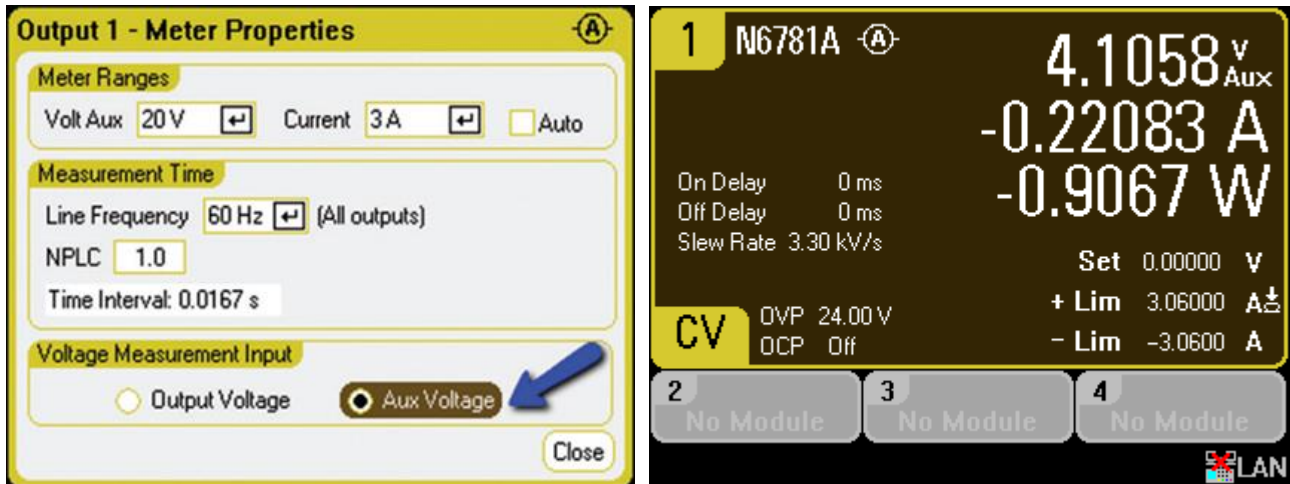 Output 1 - Meter Properties
Meter Ranges
Volt Aux 20 V Current 3 A Auto
Measurement Time
Line Frequency 60 Hz (All outputs)
NPLC 1.0
Time Interval: 0.0167 s
Voltage Measurement Input
Output Voltage Aux Voltage
Close
1 N6781A A
4.1058 V Aux
-0.22083 A
-0.9067 W
On Delay 0 ms
Off Delay 0 ms
Slew Rate 3.30 kV/s
Set 0.00000 V
+ Lim 3.06000 A
- Lim -3.0600 A
CV
OVP 24.00 V
OCP Off
2 No Module
3 No Module
4 No Module
LAN